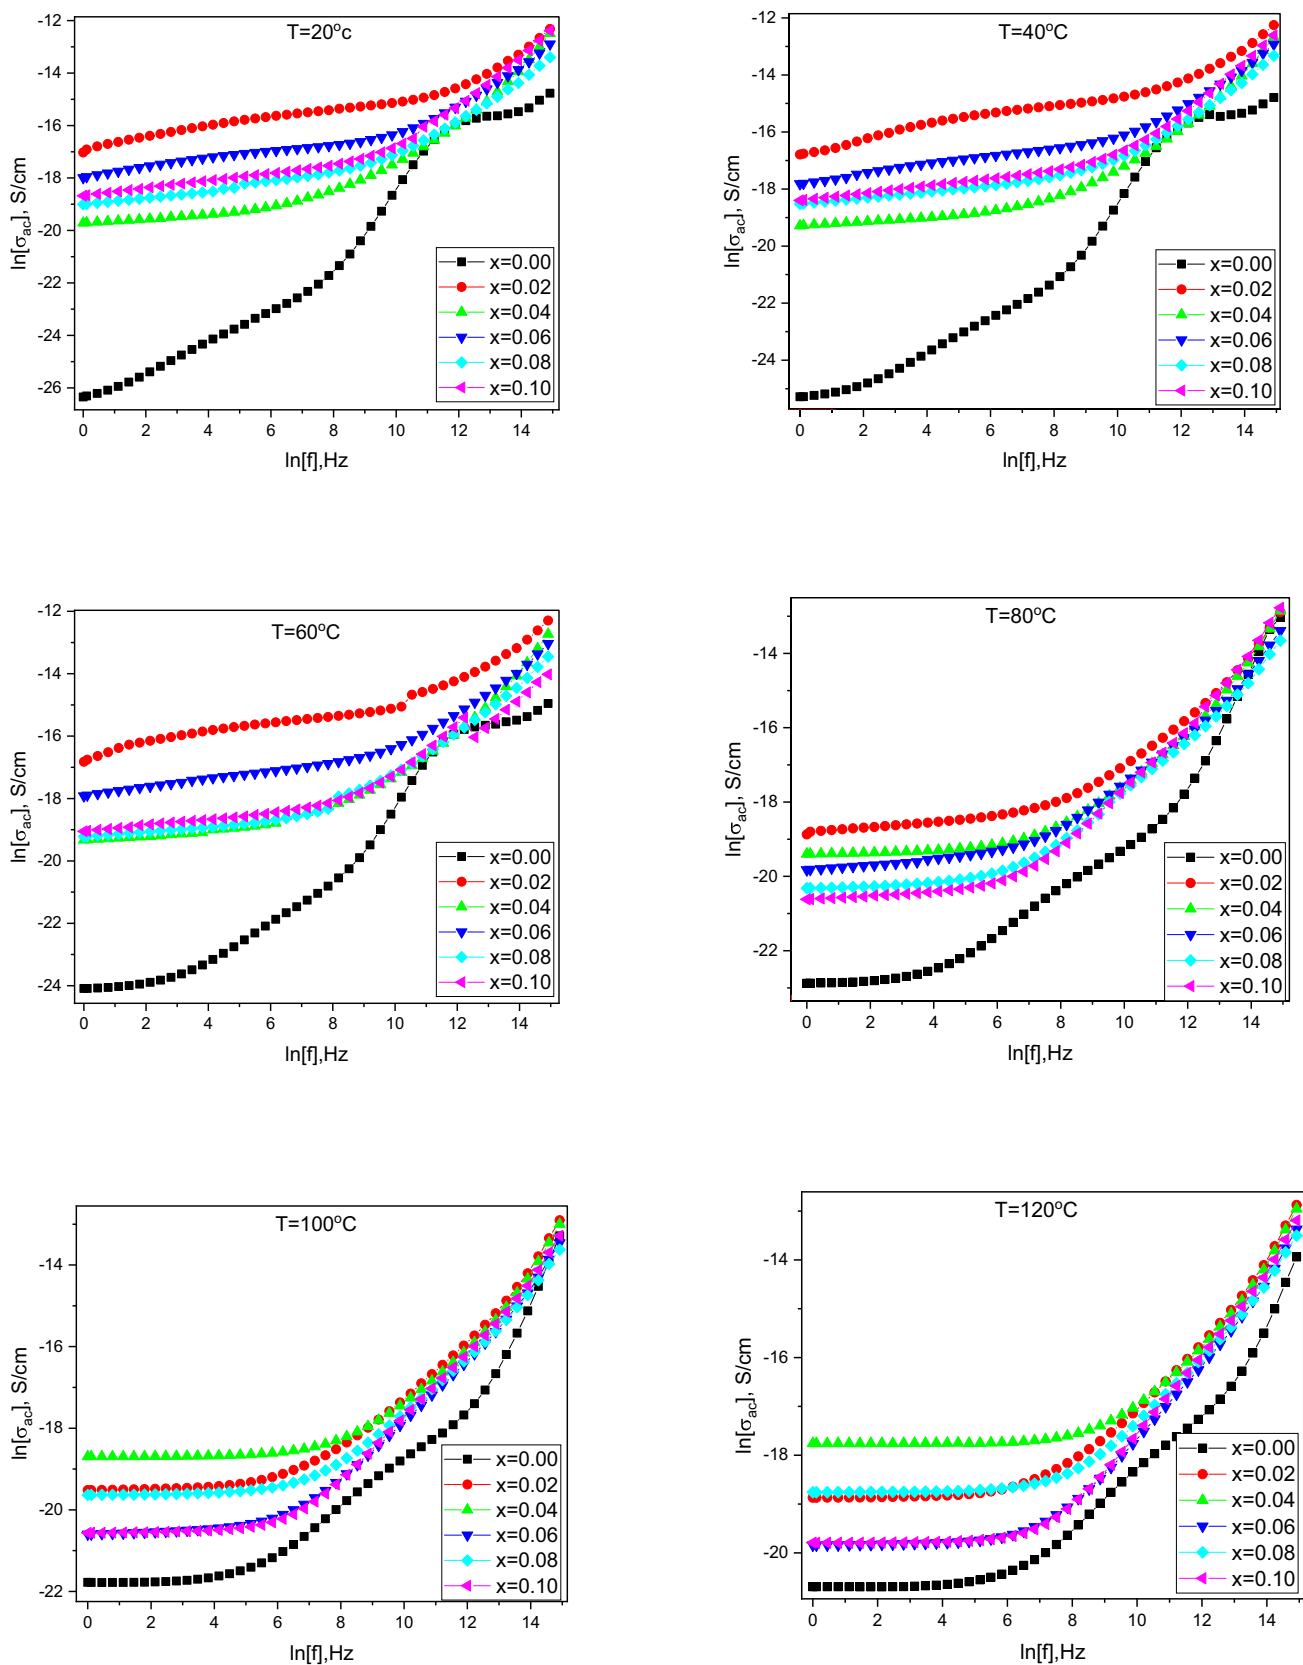 T=20ºc
ln[σac], S/cm
-12
-14
-16
-18
-20
-22
-24
-26
0 2 4 6 8 10 12 14
ln[f],Hz
x=0.00
x=0.02
x=0.04
x=0.06
x=0.08
x=0.10
T=40ºC
ln[σac], S/cm
-12
-14
-16
-18
-20
-22
-24
0 2 4 6 8 10 12 14
ln[f],Hz
x=0.00
x=0.02
x=0.04
x=0.06
x=0.08
x=0.10
T=60ºC
ln[σac], S/cm
-12
-14
-16
-18
-20
-22
-24
0 2 4 6 8 10 12 14
ln[f],Hz
x=0.00
x=0.02
x=0.04
x=0.06
x=0.08
x=0.10
T=80ºC
ln[σac], S/cm
-14
-16
-18
-20
-22
0 2 4 6 8 10 12 14
ln[f],Hz
x=0.00
x=0.02
x=0.04
x=0.06
x=0.08
x=0.10
T=100ºC
ln[σac], S/cm
-14
-16
-18
-20
-22
0 2 4 6 8 10 12 14
ln[f],Hz
x=0.00
x=0.02
x=0.04
x=0.06
x=0.08
x=0.10
T=120ºC
ln[σac], S/cm
-14
-16
-18
-20
0 2 4 6 8 10 12 14
ln[f],Hz
x=0.00
x=0.02
x=0.04
x=0.06
x=0.08
x=0.10